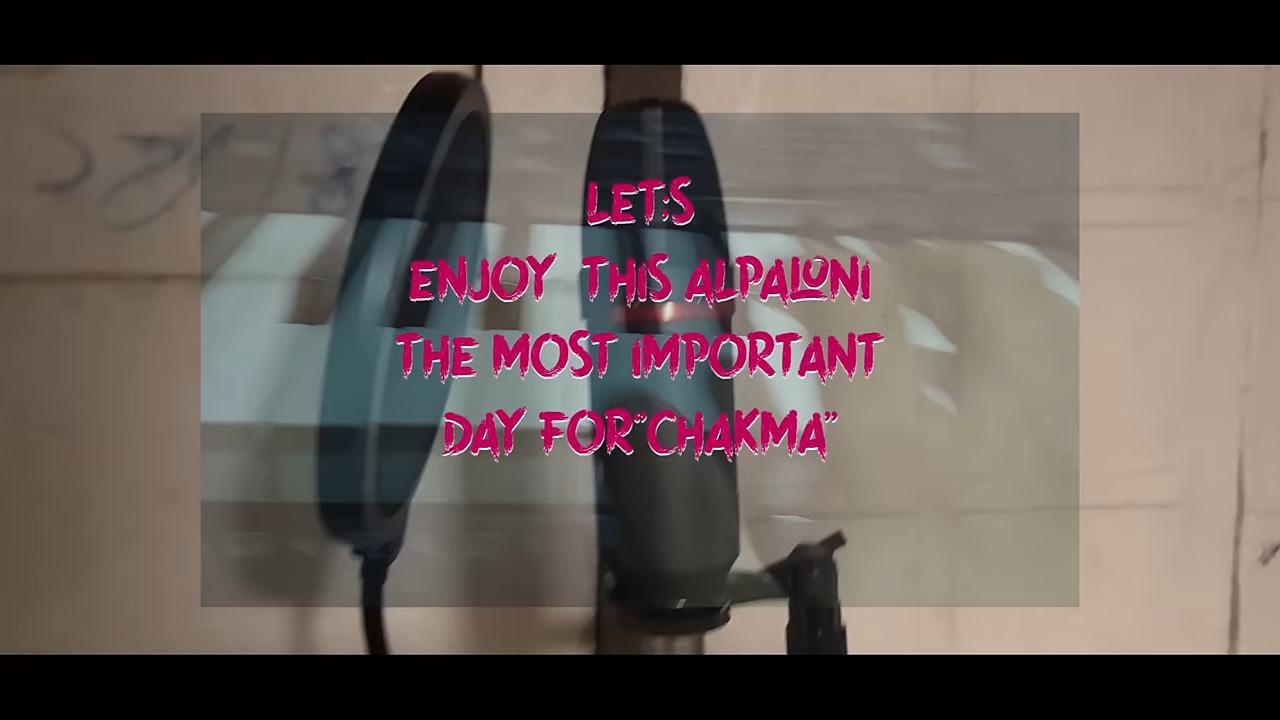 LET;S
ENJOY THIS ALPALONI
THE MOST IMPORTANT
DAY FOR"CHAKMA"